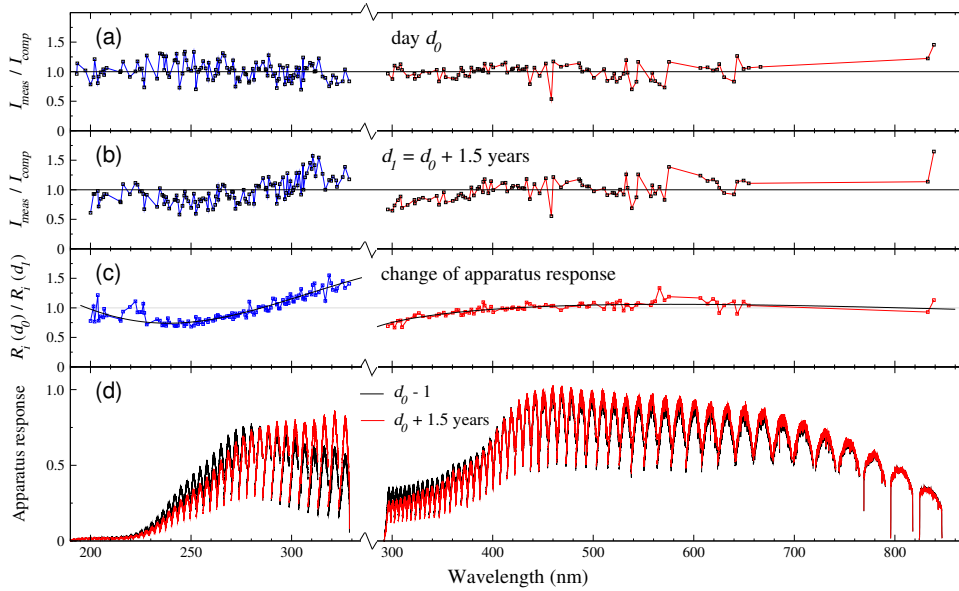 (a)
day d0
1.5
1.0
0.5
0
Imeas / Icomp
(b)
d1 = d0 + 1.5 years
1.5
1.0
0.5
0
Imeas / Icomp
(c)
change of apparatus response
1.5
1.0
0.5
0
Ri (d0) / Ri (d1)
(d)
d0 - 1
d0 + 1.5 years
1.0
0.5
0
Apparatus response
200 250 300 300 400 500 600 700 800
Wavelength (nm)